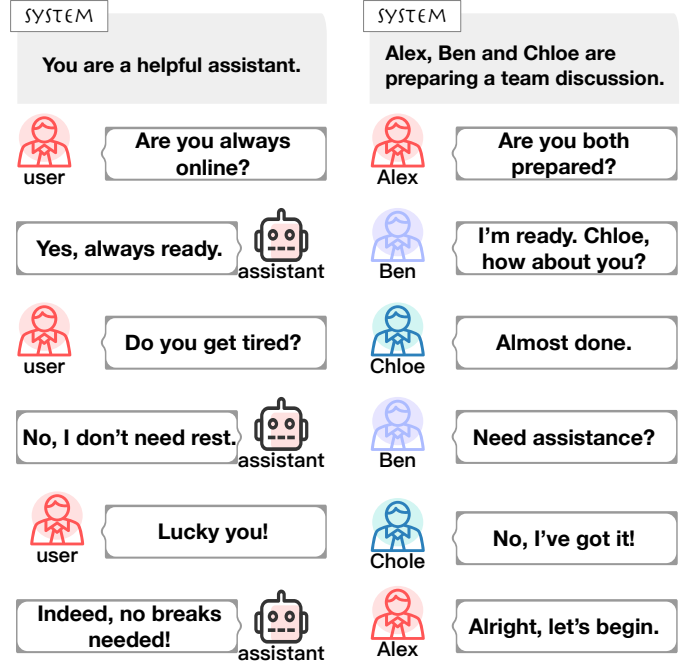 SYSTEM
You are a helpful assistant.
Are you always
online?
user
Yes, always ready.
assistant
Do you get tired?
user
No, I don't need rest.
assistant
Lucky you!
user
Indeed, no breaks
needed!
assistant
SYSTEM
Alex, Ben and Chloe are
preparing a team discussion.
Are you both
prepared?
Alex
I'm ready. Chloe,
how about you?
Ben
Almost done.
Chloe
Need assistance?
Ben
No, I've got it!
Chole
Alright, let's begin.
Alex